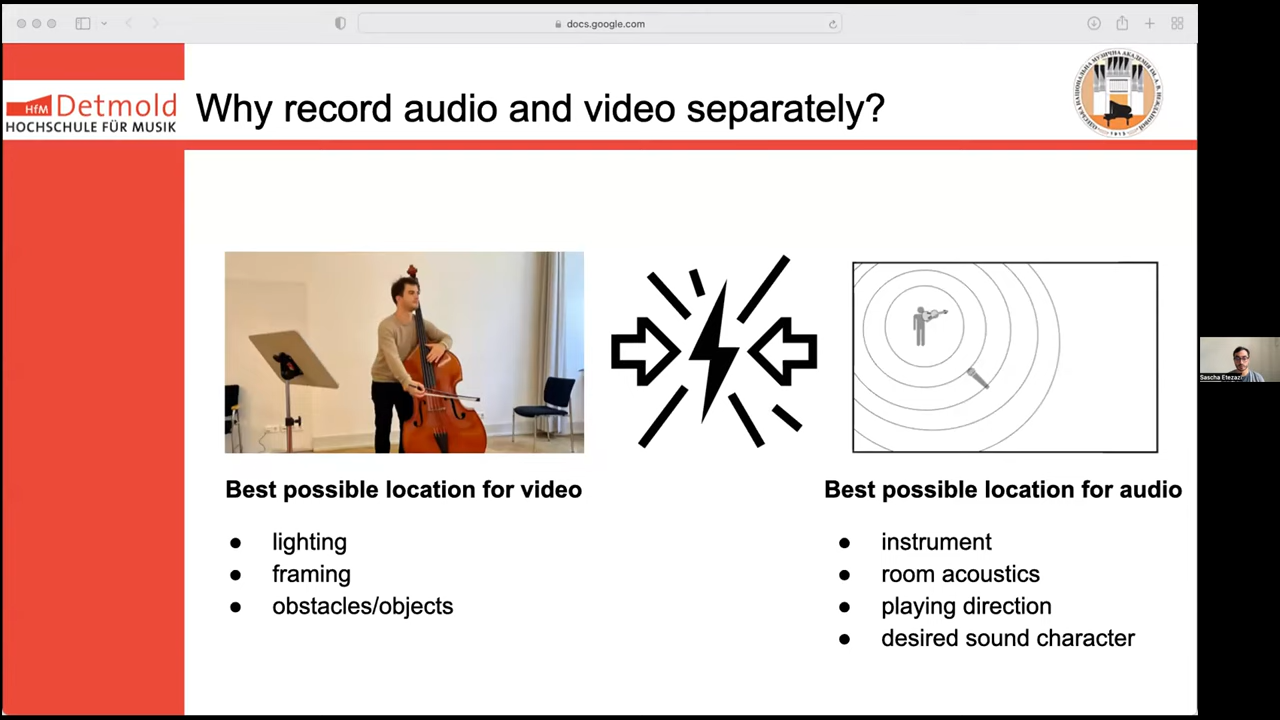 docs.google.com
HfM Detmold
HOCHSCHULE FÜR MUSIK
Why record audio and video separately?
Best possible location for video
● lighting
● framing
● obstacles/objects
Best possible location for audio
● instrument
● room acoustics
● playing direction
● desired sound character
1913